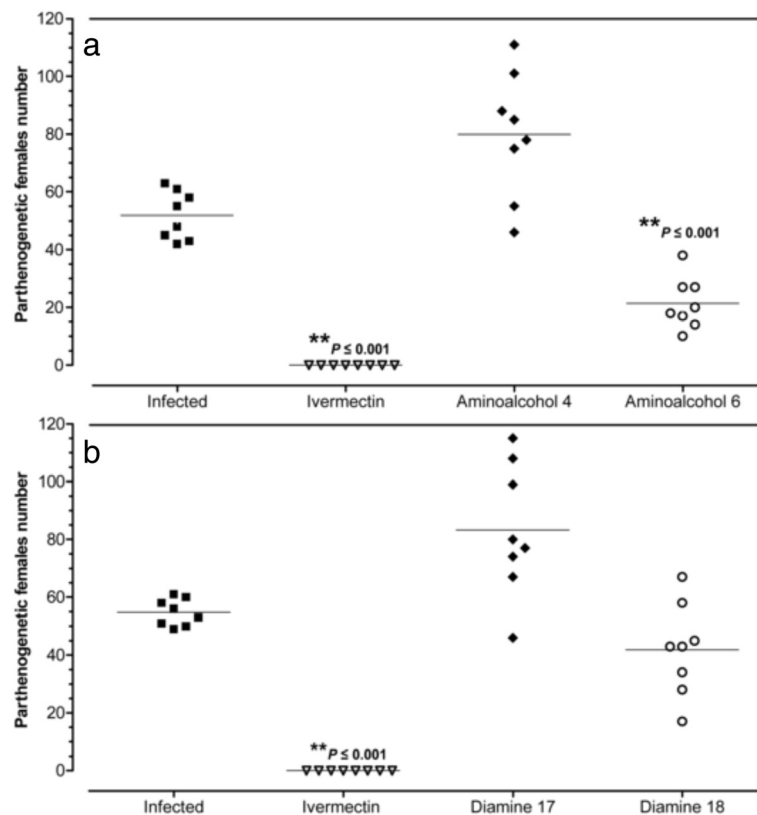 120
a
100
80
60
40
20
0
Parthenogenetic females number
** P ≤ 0.001
** P ≤ 0.001
Infected Ivermectin Aminoalcohol 4 Aminoalcohol 6
120
b
100
80
60
40
20
0
Parthenogenetic females number
** P ≤ 0.001
Infected Ivermectin Diamine 17 Diamine 18